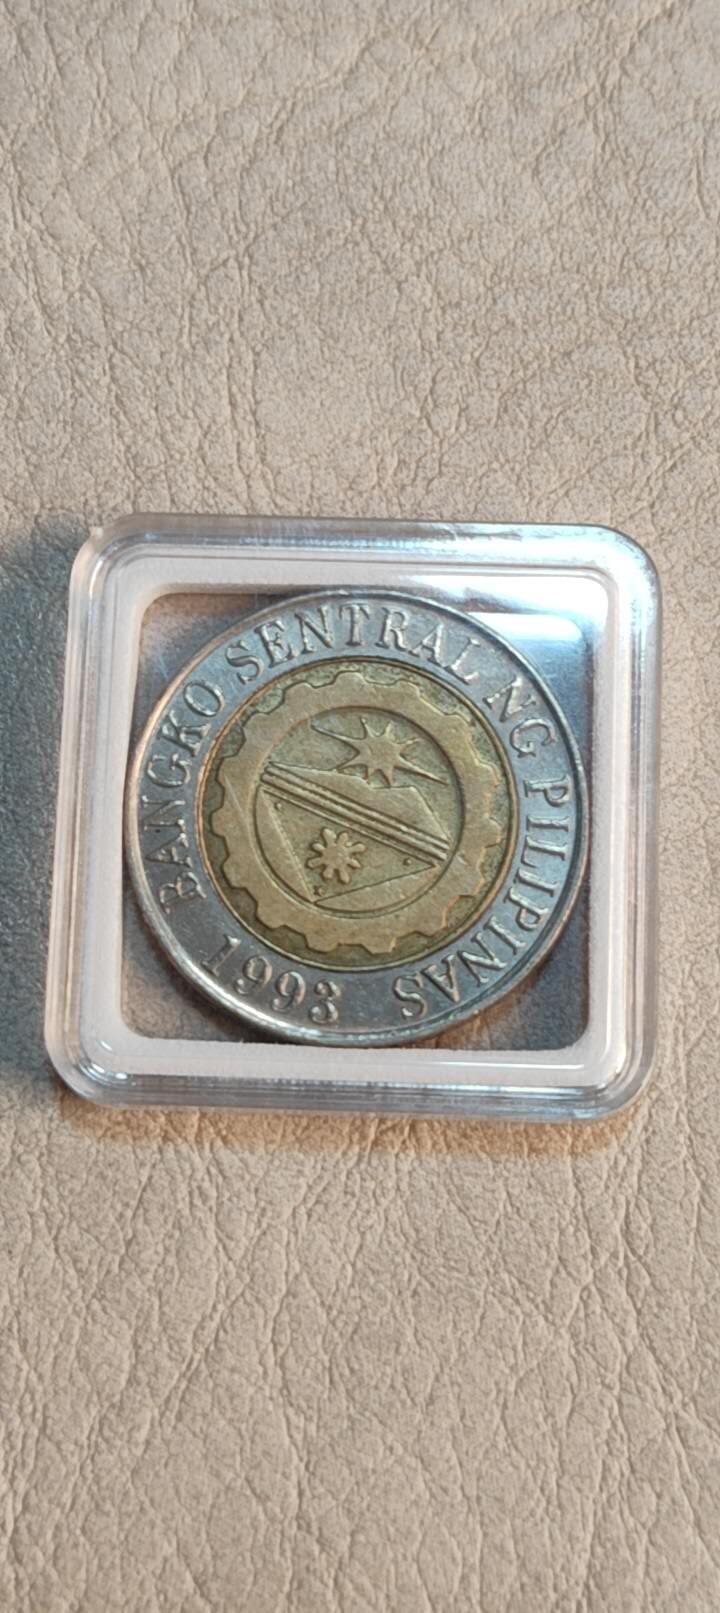 BANGKO SENTRAL NG PILIPINAS
1993